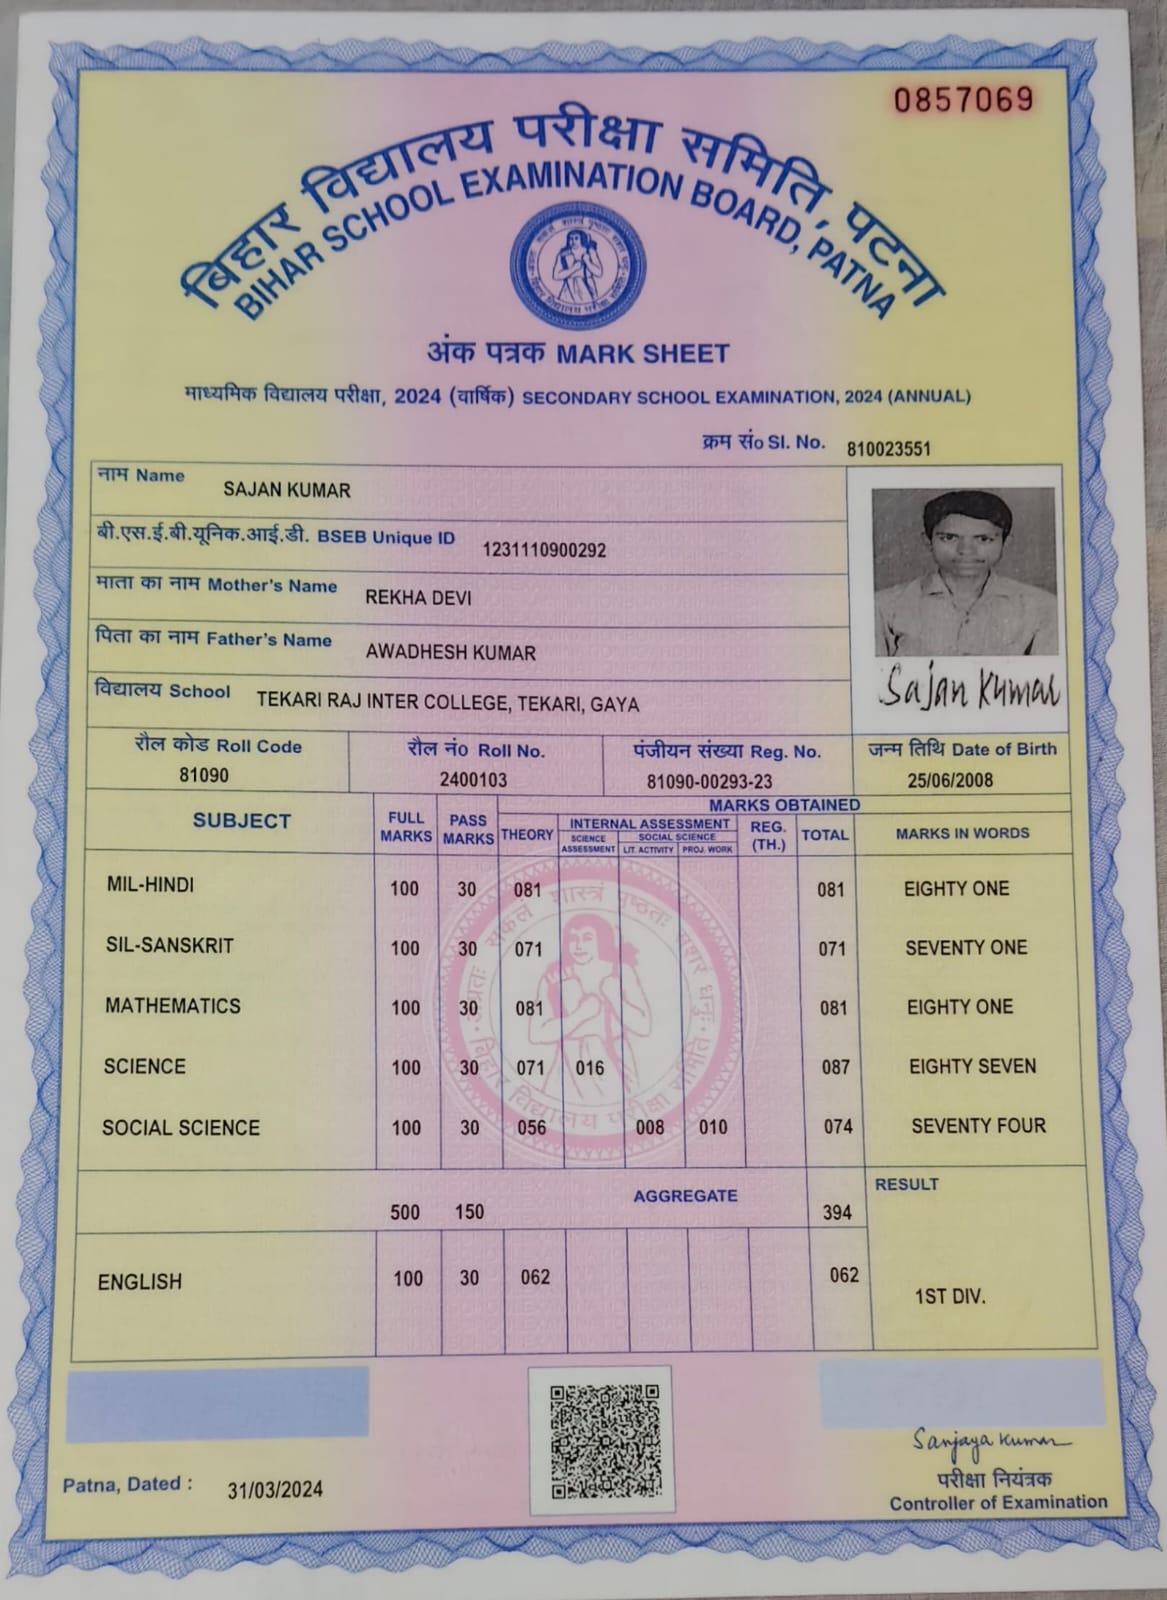 0857069
बिहार विद्यालय परीक्षा समिति, पटना
BIHAR SCHOOL EXAMINATION BOARD, PATNA
अंक पत्रक MARK SHEET
माध्यमिक विद्यालय परीक्षा, 2024 (वार्षिक) SECONDARY SCHOOL EXAMINATION, 2024 (ANNUAL)
क्रम सं० Sl. No. 810023551
नाम Name SAJAN KUMAR
बी.एस.ई.बी.यूनिक.आई.डी. BSEB Unique ID 1231110900292
माता का नाम Mother's Name REKHA DEVI
पिता का नाम Father's Name AWADHESH KUMAR
Sajan Kumar
विद्यालय School TEKARI RAJ INTER COLLEGE, TEKARI, GAYA
रौल कोड Roll Code रौल नं० Roll No. पंजीयन संख्या Reg. No. जन्म तिथि Date of Birth
81090 2400103 81090-00293-23 25/06/2008
SUBJECT FULL MARKS PASS MARKS MARKS OBTAINED
THEORY INTERNAL ASSESSMENT REG. (TH.) TOTAL MARKS IN WORDS
SCIENCE ASSESSMENT SOCIAL SCIENCE
LIT. ACTIVITY PROJ. WORK
MIL-HINDI 100 30 081 081 EIGHTY ONE
SIL-SANSKRIT 100 30 071 071 SEVENTY ONE
MATHEMATICS 100 30 081 081 EIGHTY ONE
SCIENCE 100 30 071 016 087 EIGHTY SEVEN
SOCIAL SCIENCE 100 30 056 008 010 074 SEVENTY FOUR
AGGREGATE RESULT
500 150 394
ENGLISH 100 30 062 062
1ST DIV.
Sanjaya Kumar
परीक्षा नियंत्रक
Controller of Examination
Patna, Dated : 31/03/2024